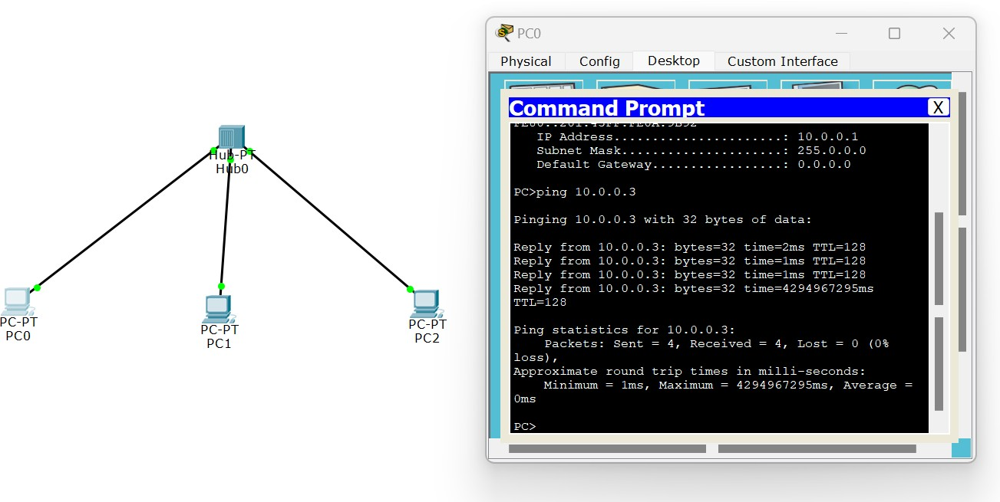 Hub-PT
Hub0
PC-PT
PC0
PC-PT
PC1
PC-PT
PC2
PC0
Physical Config Desktop Custom Interface
Command Prompt X
IP Address......................: 10.0.0.1
Subnet Mask.....................: 255.0.0.0
Default Gateway.................: 0.0.0.0
PC>ping 10.0.0.3
Pinging 10.0.0.3 with 32 bytes of data:
Reply from 10.0.0.3: bytes=32 time=2ms TTL=128
Reply from 10.0.0.3: bytes=32 time=1ms TTL=128
Reply from 10.0.0.3: bytes=32 time=1ms TTL=128
Reply from 10.0.0.3: bytes=32 time=4294967295ms
TTL=128
Ping statistics for 10.0.0.3:
Packets: Sent = 4, Received = 4, Lost = 0 (0%
loss),
Approximate round trip times in milli-seconds:
Minimum = 1ms, Maximum = 4294967295ms, Average =
0ms
PC>